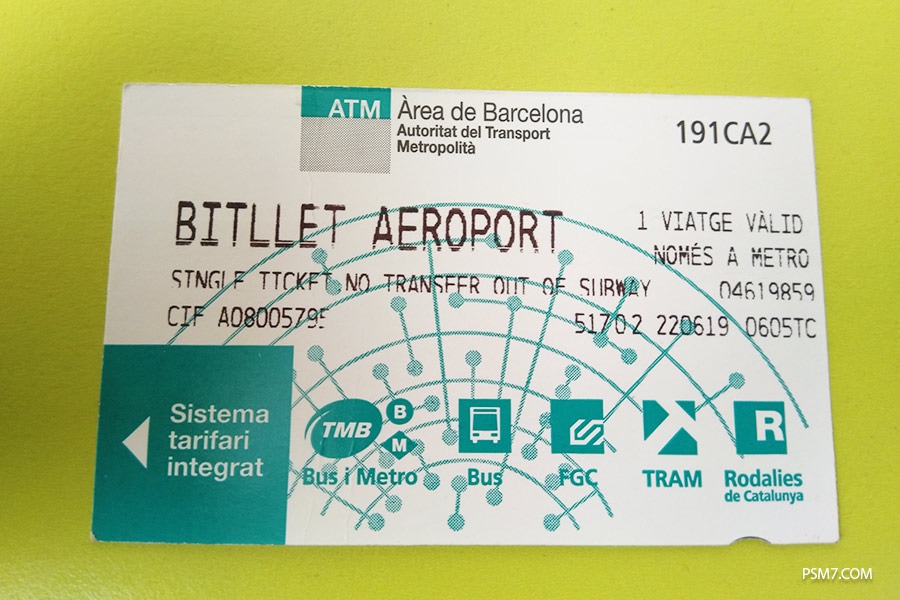 ATM
Àrea de Barcelona
Autoritat del Transport
Metropolità
191CA2
BITLLET AEROPORT
1 VIATGE VÀLID
NOMÉS A METRO
SINGLE TICKET NO TRANSFER OUT OF SUBWAY
04619859
CIF A08005795
51702 220619 0605TC
Sistema
tarifari
integrat
TMB
B
M
Bus i Metro
Bus
FGC
TRAM
R
Rodalies
de Catalunya
PSM7.COM